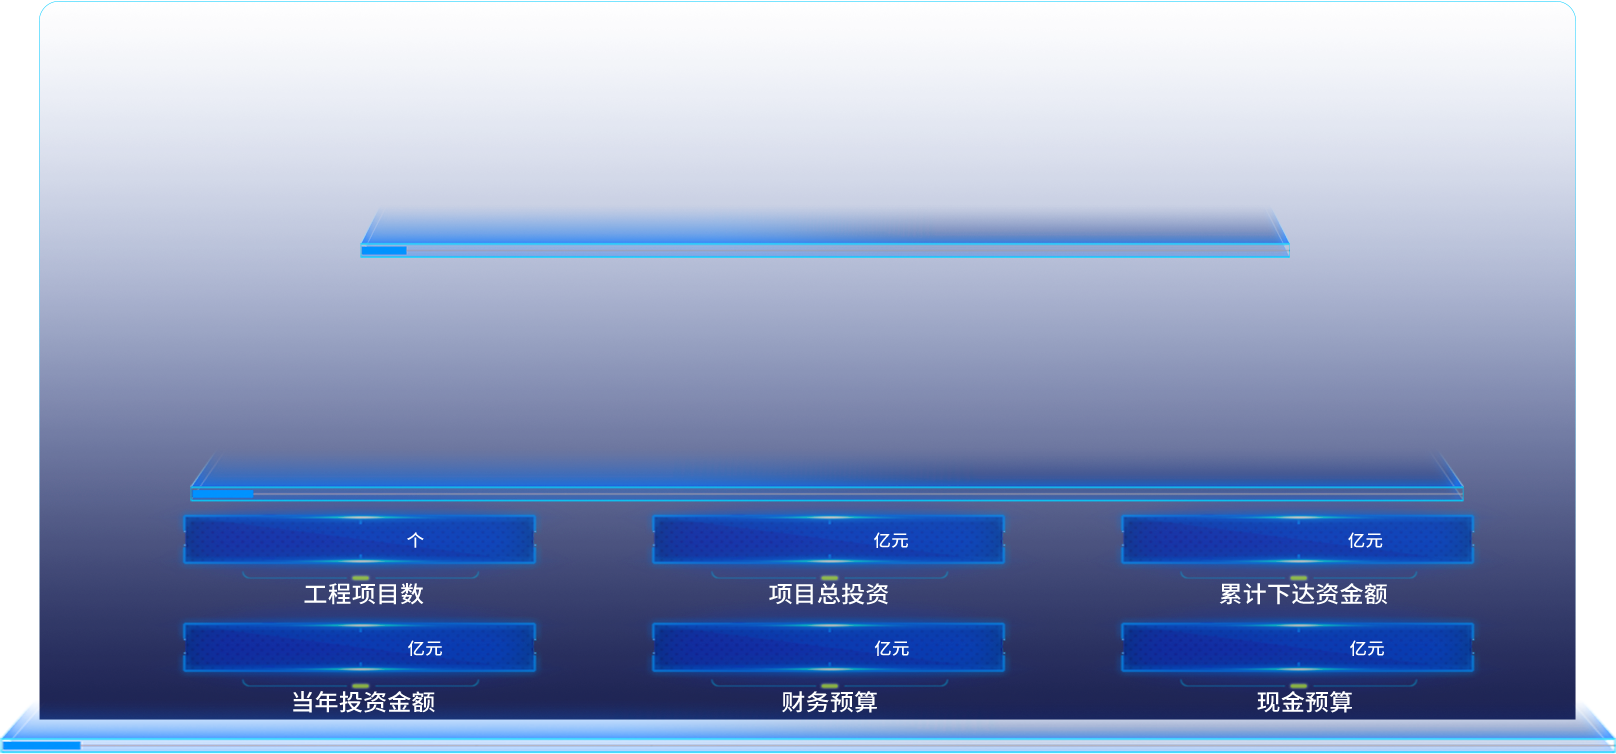 个
亿元
亿元
工程项目数
项目总投资
累计下达资金额
亿元
亿元
亿元
当年投资金额
财务预算
现金预算